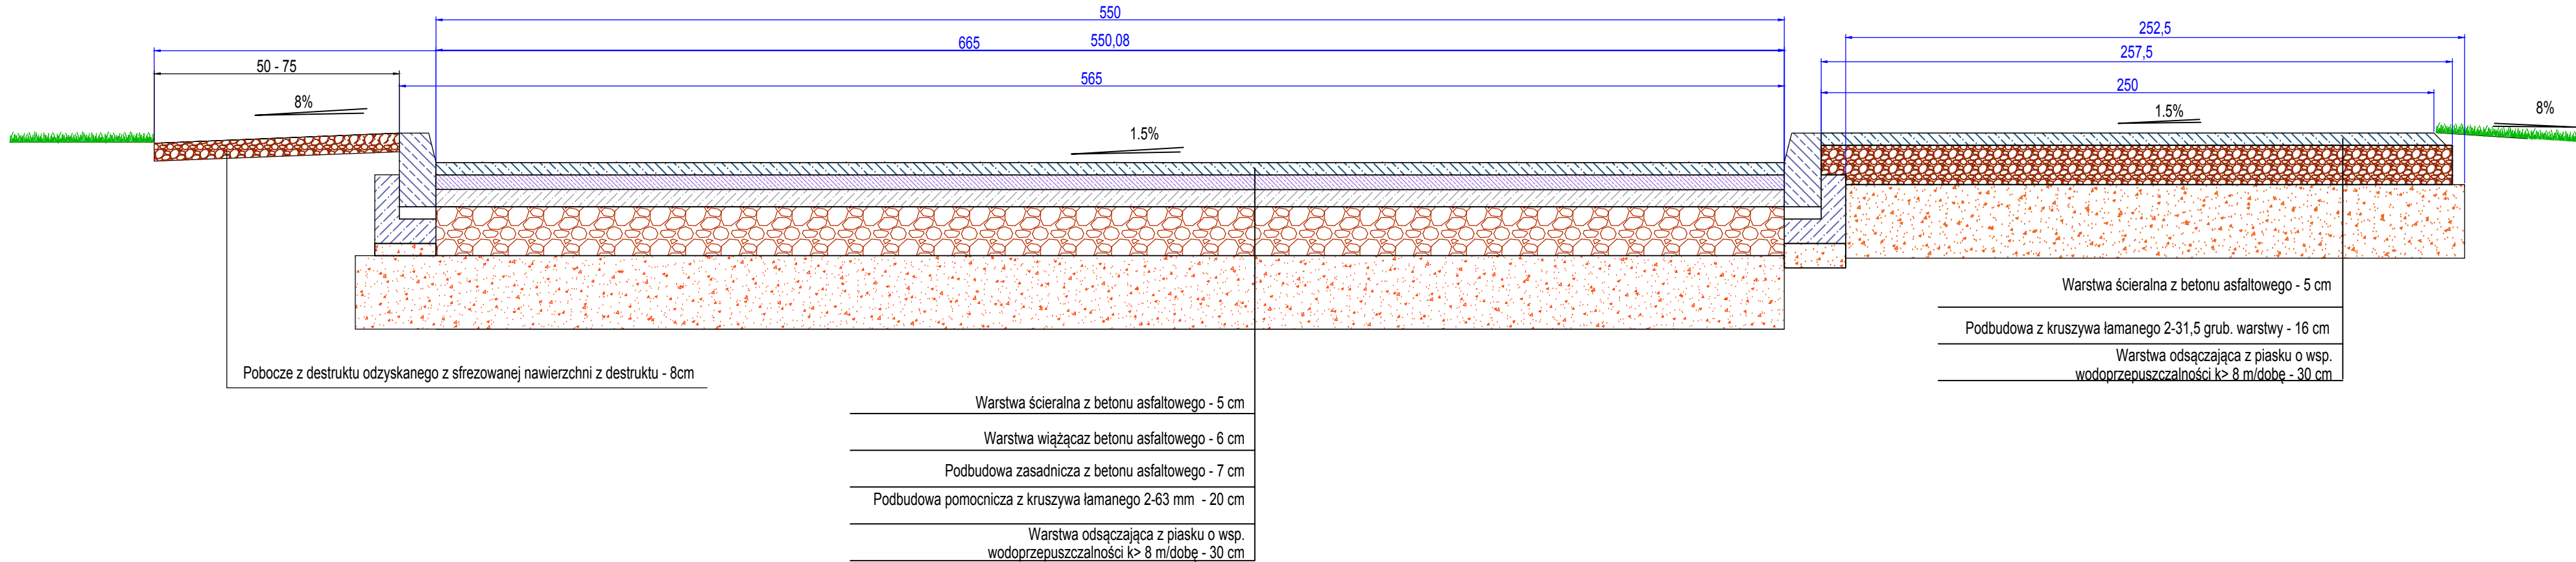 550
252,5
665
550,08
257,5
50 - 75
565
250
8%
1.5%
1.5%
8%
Warstwa ścieralna z betonu asfaltowego - 5 cm
Podbudowa z kruszywa łamanego 2-31,5 grub. warstwy - 16 cm
Warstwa odsączająca z piasku o wsp.
wodoprzepuszczalności k> 8 m/dobę - 30 cm
Pobocze z destruktu odzyskanego z sfrezowanej nawierzchni z destruktu - 8cm
Warstwa ścieralna z betonu asfaltowego - 5 cm
Warstwa wiążącaz betonu asfaltowego - 6 cm
Podbudowa zasadnicza z betonu asfaltowego - 7 cm
Podbudowa pomocnicza z kruszywa łamanego 2-63 mm - 20 cm
Warstwa odsączająca z piasku o wsp.
wodoprzepuszczalności k> 8 m/dobę - 30 cm